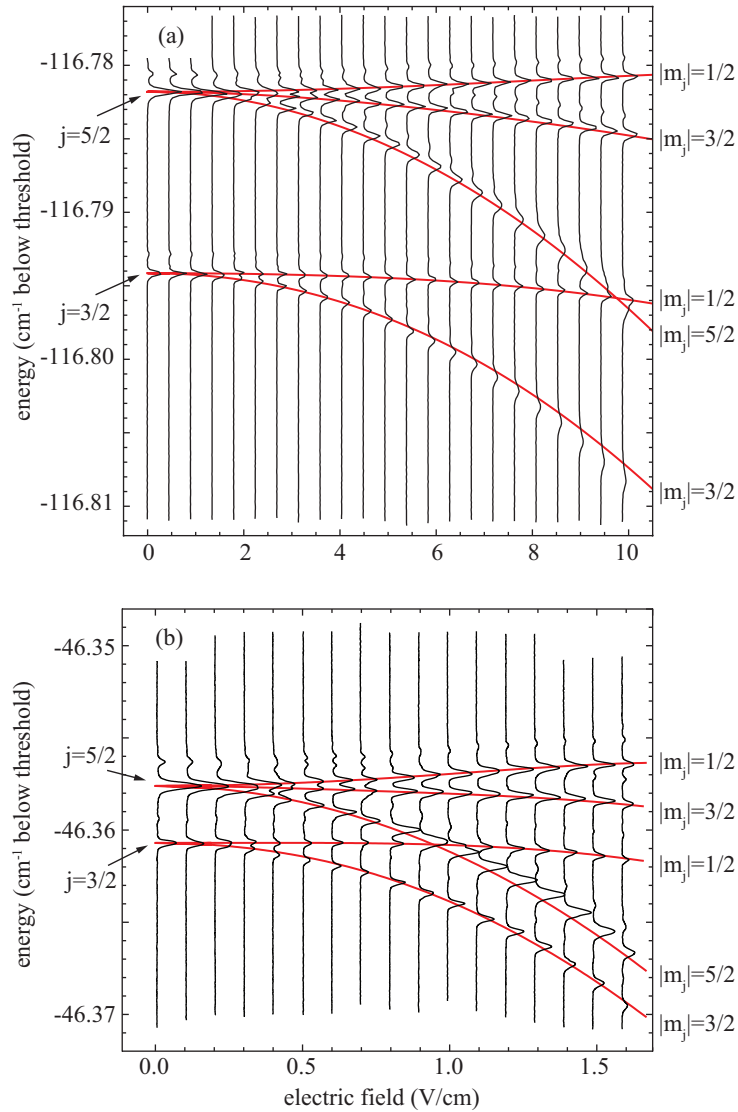 (a)
-116.78
|m_j|=1/2
j=5/2
|m_j|=3/2
-116.79
j=3/2
|m_j|=1/2
|m_j|=5/2
-116.80
|m_j|=3/2
-116.81
energy (cm⁻¹ below threshold)
0 2 4 6 8 10
(b)
-46.35
j=5/2
|m_j|=1/2
|m_j|=3/2
-46.36
|m_j|=1/2
j=3/2
|m_j|=5/2
-46.37
|m_j|=3/2
energy (cm⁻¹ below threshold)
0.0 0.5 1.0 1.5
electric field (V/cm)